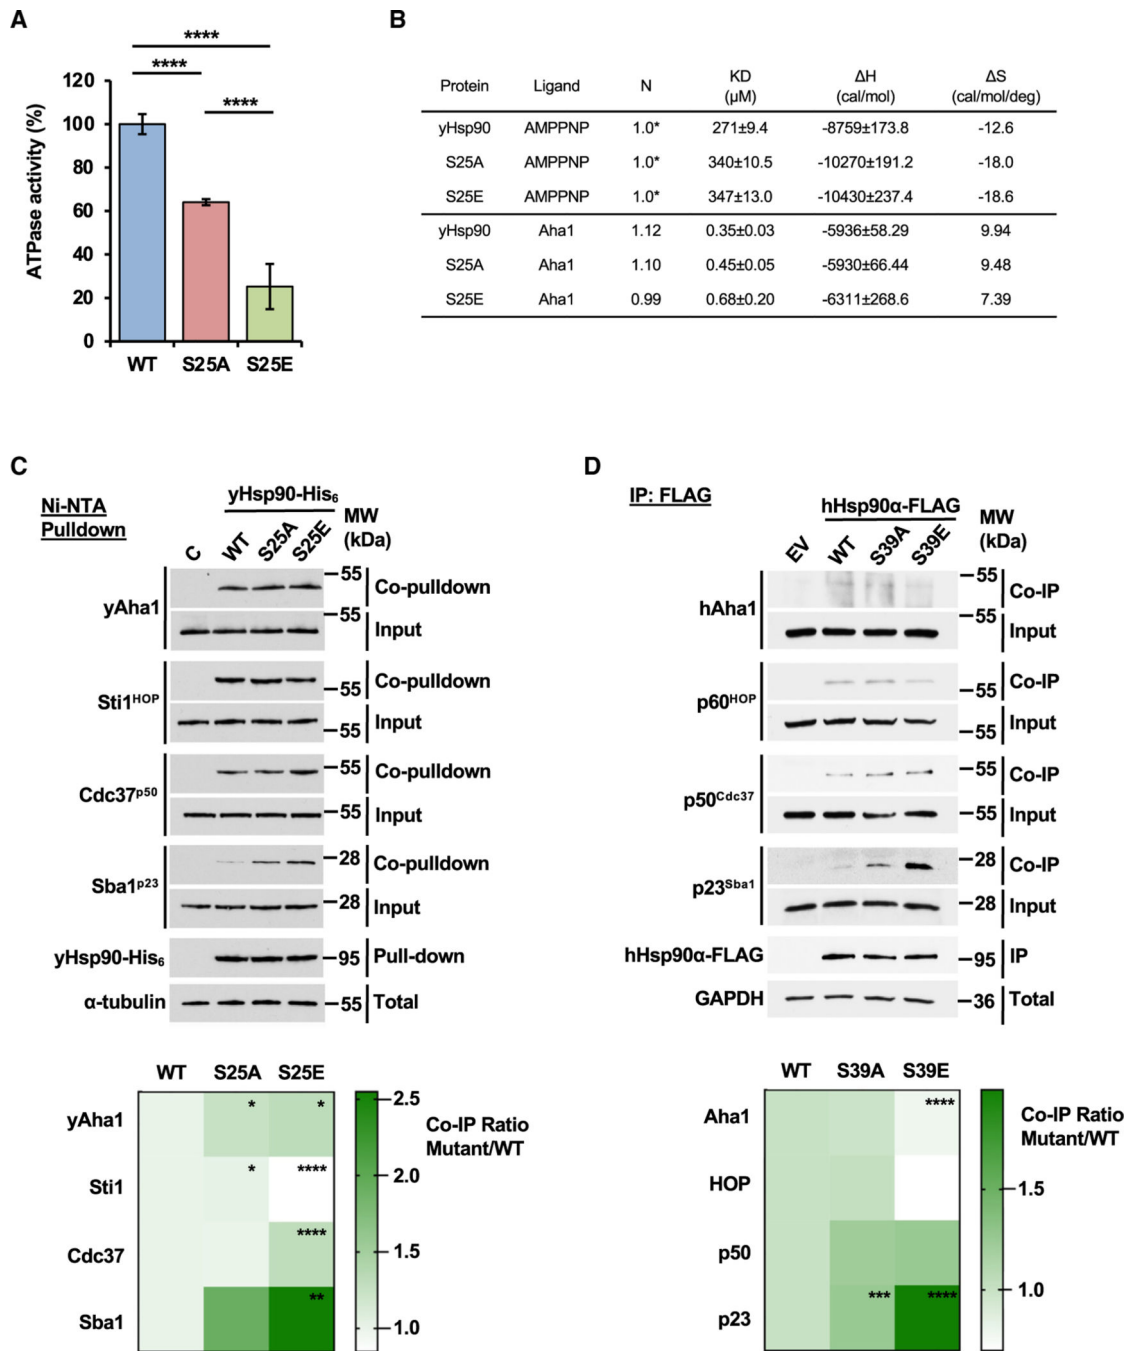 A
****
****
****
ATPase activity (%)
120
100
80
60
40
20
0
WT S25A S25E
B
Protein Ligand N KD (µM) ΔH (cal/mol) ΔS (cal/mol/deg)
yHsp90 AMPPNP 1.0* 271±9.4 -8759±173.8 -12.6
S25A AMPPNP 1.0* 340±10.5 -10270±191.2 -18.0
S25E AMPPNP 1.0* 347±13.0 -10430±237.4 -18.6
yHsp90 Aha1 1.12 0.35±0.03 -5936±58.29 9.94
S25A Aha1 1.10 0.45±0.05 -5930±66.44 9.48
S25E Aha1 0.99 0.68±0.20 -6311±268.6 7.39
C
Ni-NTA
Pulldown
yHsp90-His₆
C WT S25A S25E
MW
(kDa)
yAha1
55 Co-pulldown
55 Input
Sti1ᴴᴼᴾ
55 Co-pulldown
55 Input
Cdc37ᵖ⁵⁰
55 Co-pulldown
55 Input
Sba1ᵖ²³
28 Co-pulldown
28 Input
yHsp90-His₆ 95 Pull-down
α-tubulin 55 Total
WT S25A S25E
yAha1 * *
Sti1 * ****
Cdc37 ****
Sba1 **
2.5
2.0
1.5
1.0
Co-IP Ratio
Mutant/WT
D
IP: FLAG
hHsp90α-FLAG
EV WT S39A S39E
MW
(kDa)
hAha1
55 Co-IP
55 Input
p60ᴴᴼᴾ
55 Co-IP
55 Input
p50ᶜᵈᶜ³⁷
55 Co-IP
55 Input
p23ˢᵇᵃ¹
28 Co-IP
28 Input
hHsp90α-FLAG 95 IP
GAPDH 36 Total
WT S39A S39E
Aha1 ****
HOP
p50
p23 *** ****
1.5
1.0
Co-IP Ratio
Mutant/WT